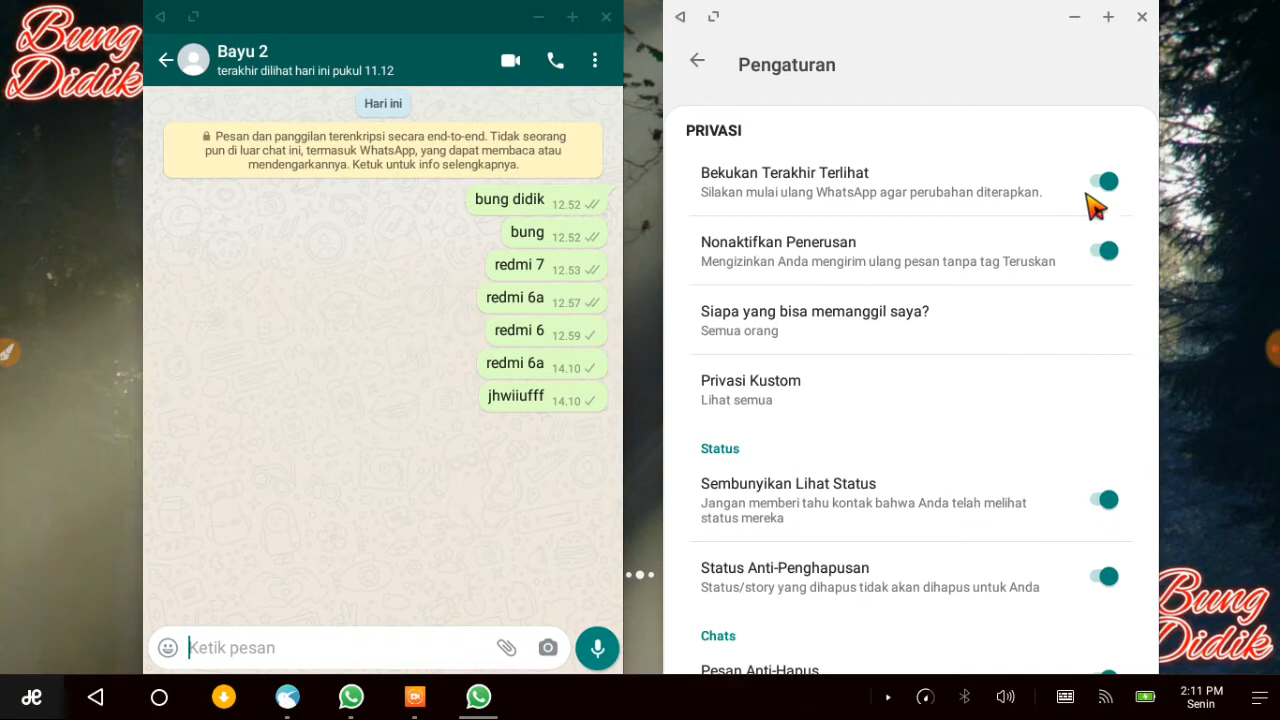 Bung
Didik
Bayu 2
terakhir dilihat hari ini pukul 11.12
Hari ini
Pesan dan panggilan terenkripsi secara end-to-end. Tidak seorang
pun di luar chat ini, termasuk WhatsApp, yang dapat membaca atau
mendengarkannya. Ketuk untuk info selengkapnya.
bung didik 12.52
bung 12.52
redmi 7 12.53
redmi 6a 12.57
redmi 6 12.59
redmi 6a 14.10
jhwiiufff 14.10
Ketik pesan
Pengaturan
PRIVASI
Bekukan Terakhir Terlihat
Silakan mulai ulang WhatsApp agar perubahan diterapkan.
Nonaktifkan Penerusan
Mengizinkan Anda mengirim ulang pesan tanpa tag Teruskan
Siapa yang bisa memanggil saya?
Semua orang
Privasi Kustom
Lihat semua
Status
Sembunyikan Lihat Status
Jangan memberi tahu kontak bahwa Anda telah melihat
status mereka
Status Anti-Penghapusan
Status/story yang dihapus tidak akan dihapus untuk Anda
Chats
Pesan Anti-Hapus
Bung
Didik
2:11 PM
Senin